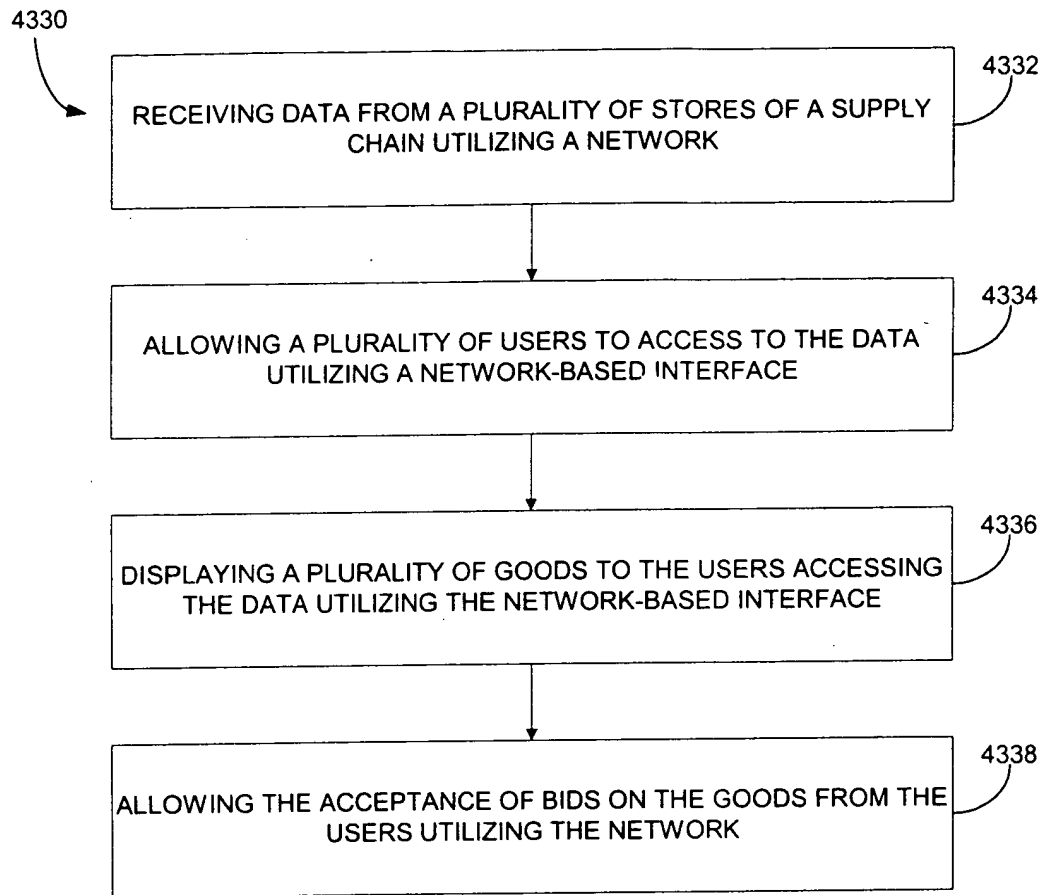 4330
4332
RECEIVING DATA FROM A PLURALITY OF STORES OF A SUPPLY
CHAIN UTILIZING A NETWORK
4334
ALLOWING A PLURALITY OF USERS TO ACCESS TO THE DATA
UTILIZING A NETWORK-BASED INTERFACE
4336
DISPLAYING A PLURALITY OF GOODS TO THE USERS ACCESSING
THE DATA UTILIZING THE NETWORK-BASED INTERFACE
4338
ALLOWING THE ACCEPTANCE OF BIDS ON THE GOODS FROM THE
USERS UTILIZING THE NETWORK